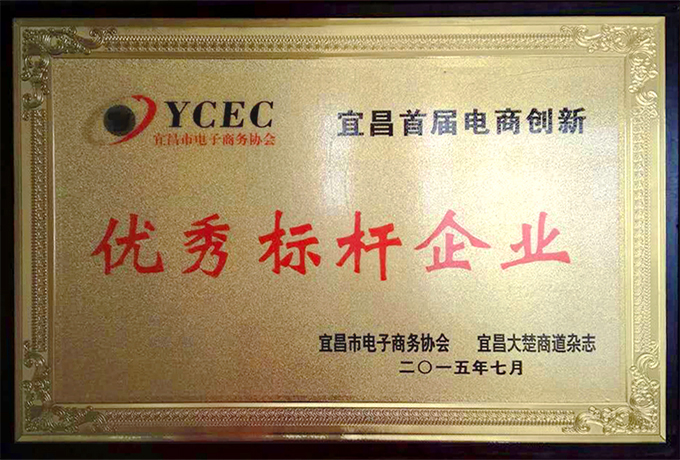 YCEC
宜昌市电子商务协会
宜昌首届电商创新
优秀标杆企业
宜昌市电子商务协会 宜昌大楚商道杂志
二〇一五年七月